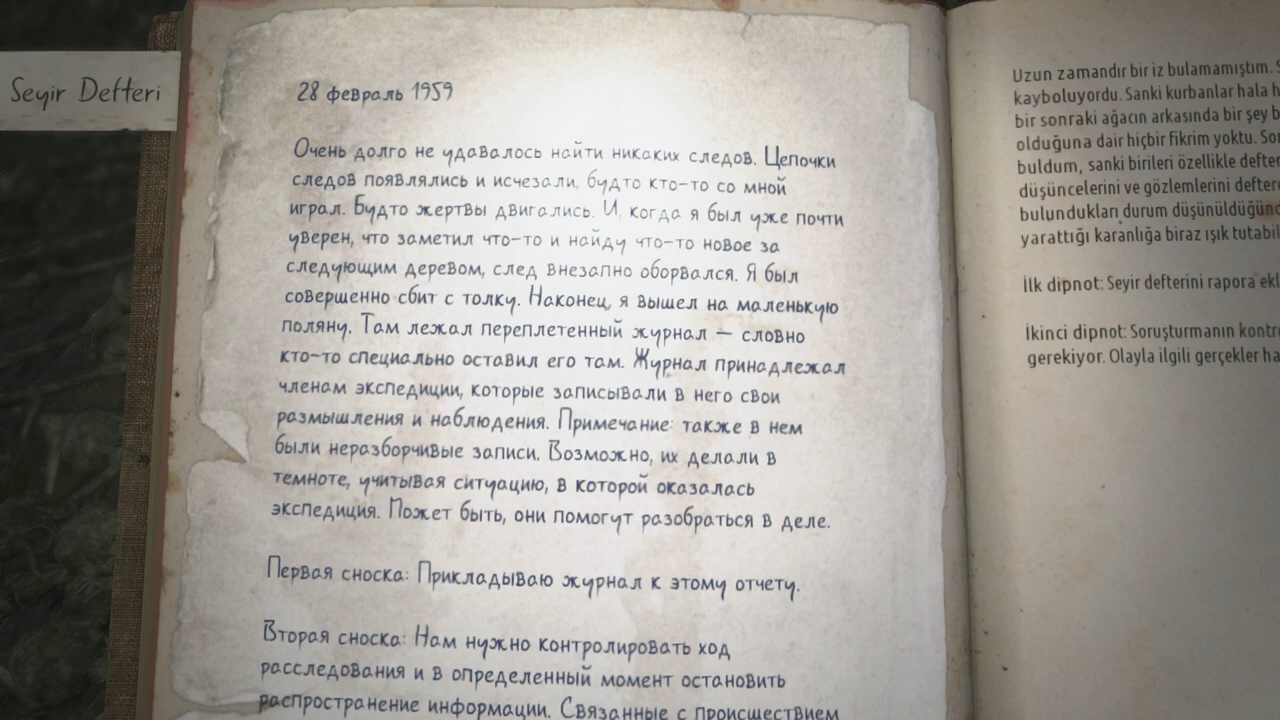 Seyir Defteri
28 февраль 1959
Очень долго не удавалось найти никаких следов. Цепочки
следов появлялись и исчезали, будто кто-то со мной
играл. Будто жертвы двигались. И, когда я был уже почти
уверен, что заметил что-то и найду что-то новое за
следующим деревом, след внезапно оборвался. Я был
совершенно сбит с толку. Наконец, я вышел на маленькую
поляну. Там лежал переплетенный журнал — словно
кто-то специально оставил его там. Журнал принадлежал
членам экспедиции, которые записывали в него свои
размышления и наблюдения. Примечание: также в нем
были неразборчивые записи. Возможно, их делали в
темноте, учитывая ситуацию, в которой оказалась
экспедиция. Пожет быть, они помогут разобраться в деле.
Первая сноска: Прикладываю журнал к этому отчету.
Вторая сноска: Нам нужно контролировать ход
расследования и в определенный момент остановить
распространение информации. Связанные с происшествием
Uzun zamandır bir iz bulamamıştım.
kayboluyordu. Sanki kurbanlar hala
bir sonraki ağacın arkasında bir şey
olduğuna dair hiçbir fikrim yoktu.
buldum, sanki birileri özellikle
düşüncelerini ve gözlemlerini
bulundukları durum
yarattığı karanlığa biraz ışık
İlk dipnot: Seyir defterini rapora
İkinci dipnot: Soruşturmanın
gerekiyor. Olayla ilgili gerçekler